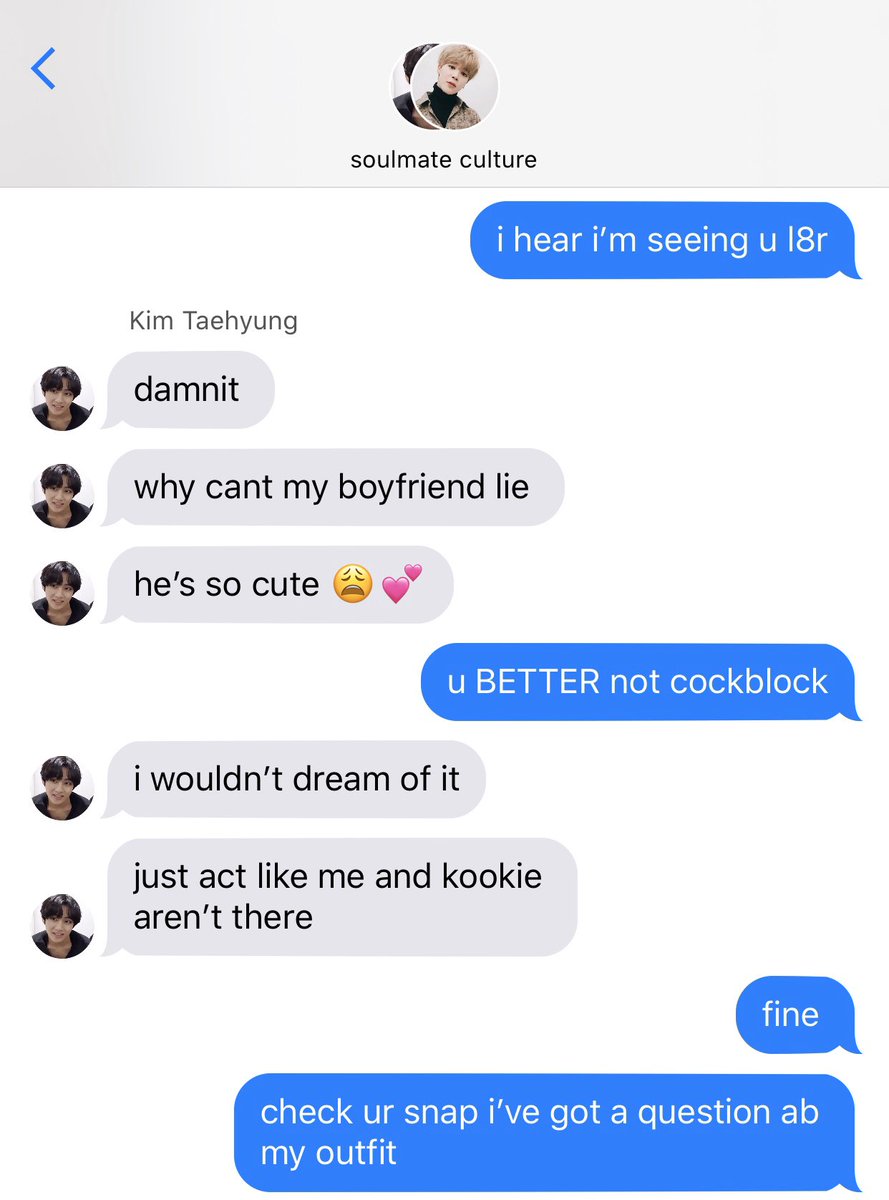 soulmate culture
i hear i’m seeing u l8r
Kim Taehyung
damnit
why cant my boyfriend lie
he’s so cute 😩 💕
u BETTER not cockblock
i wouldn’t dream of it
just act like me and kookie
aren’t there
fine
check ur snap i’ve got a question ab
my outfit